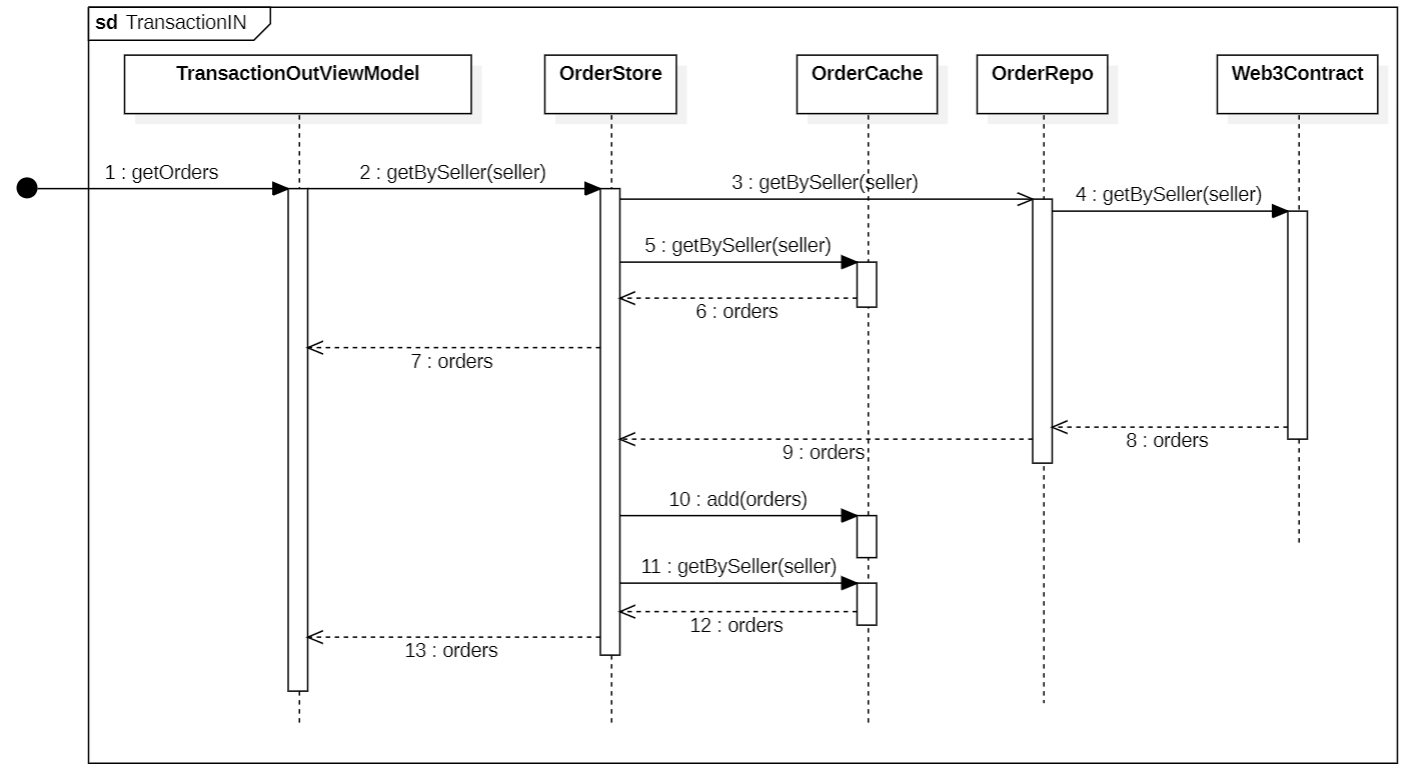 sd TransactionIN
TransactionOutViewModel
OrderStore
OrderCache
OrderRepo
Web3Contract
1 : getOrders
2 : getBySeller(seller)
3 : getBySeller(seller)
4 : getBySeller(seller)
5 : getBySeller(seller)
6 : orders
7 : orders
8 : orders
9 : orders
10 : add(orders)
11 : getBySeller(seller)
12 : orders
13 : orders